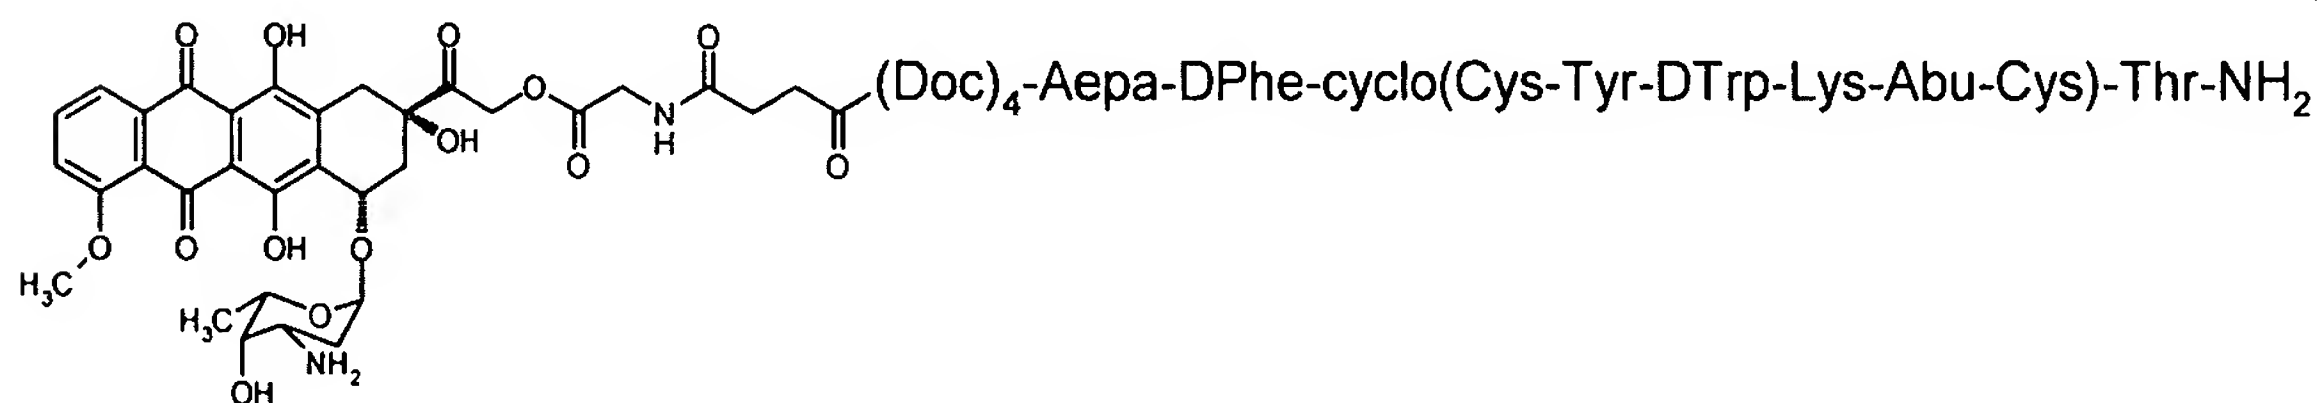 O OH O O
O
O
(Doc)₄-Aepa-DPhe-cyclo(Cys-Tyr-DTrp-Lys-Abu-Cys)-Thr-NH₂
OH
N
H
O
O
O
O OH
O
H₃C
H₃C O
NH₂
OH